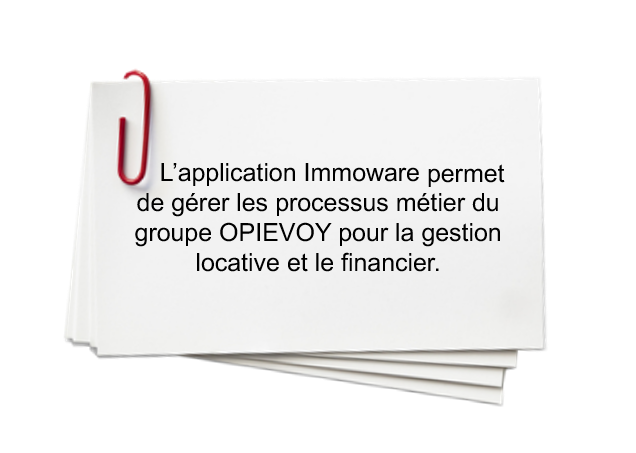 L’application Immoware permet
de gérer les processus métier du
groupe OPIEVOY pour la gestion
locative et le financier.